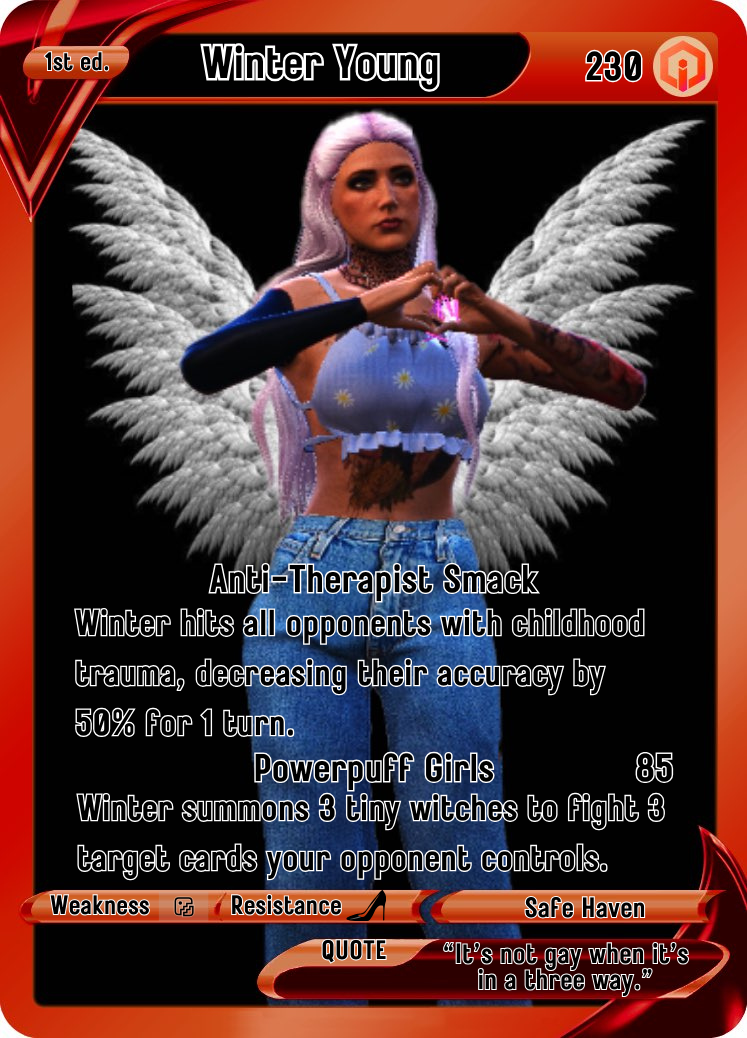 1st ed.
Winter Young
230
Anti-Therapist Smack
Winter hits all opponents with childhood
trauma, decreasing their accuracy by
50% for 1 turn.
Powerpuff Girls 85
Winter summons 3 tiny witches to fight 3
target cards your opponent controls.
Weakness Resistance Safe Haven
QUOTE
“It’s not gay when it’s
in a three way.”